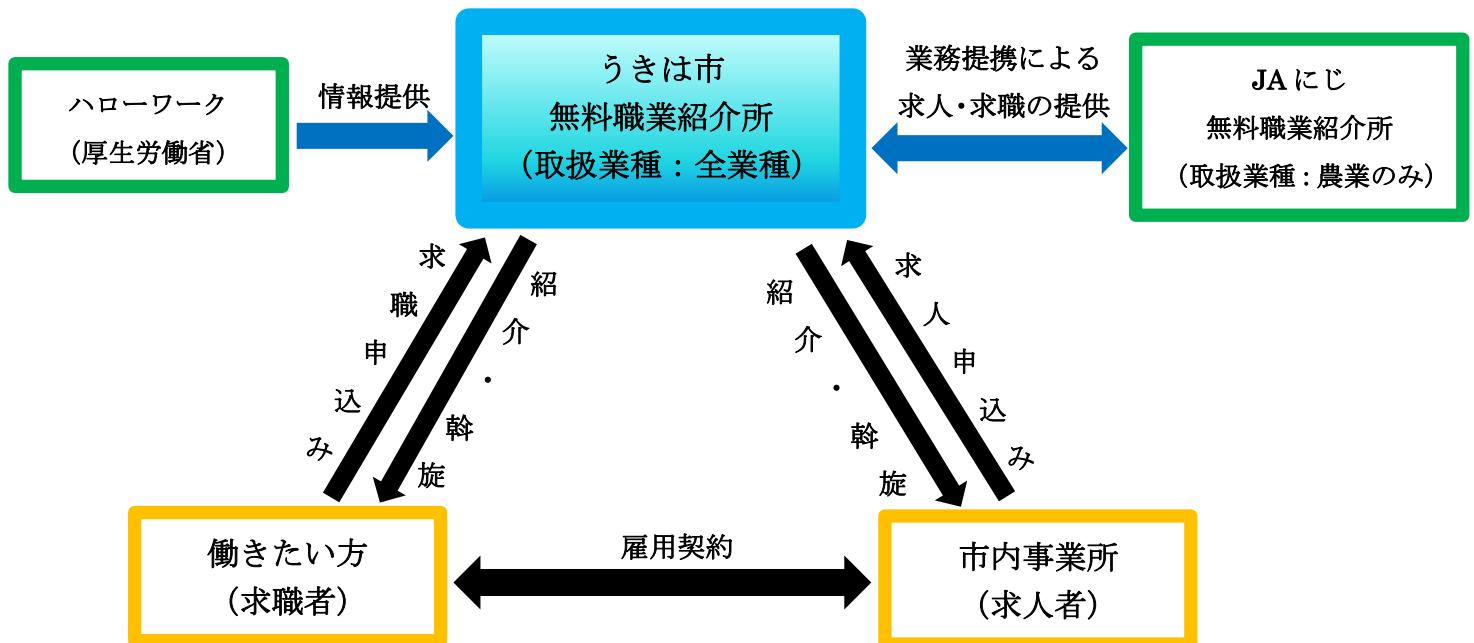 ハローワーク
（厚生労働省）
情報提供
うきは市
無料職業紹介所
（取扱業種：全業種）
業務提携による
求人・求職の提供
JAにじ
無料職業紹介所
（取扱業種：農業のみ）
求職申込み
紹介・斡旋
紹介・斡旋
求人申込み
働きたい方
（求職者）
雇用契約
市内事業所
（求人者）